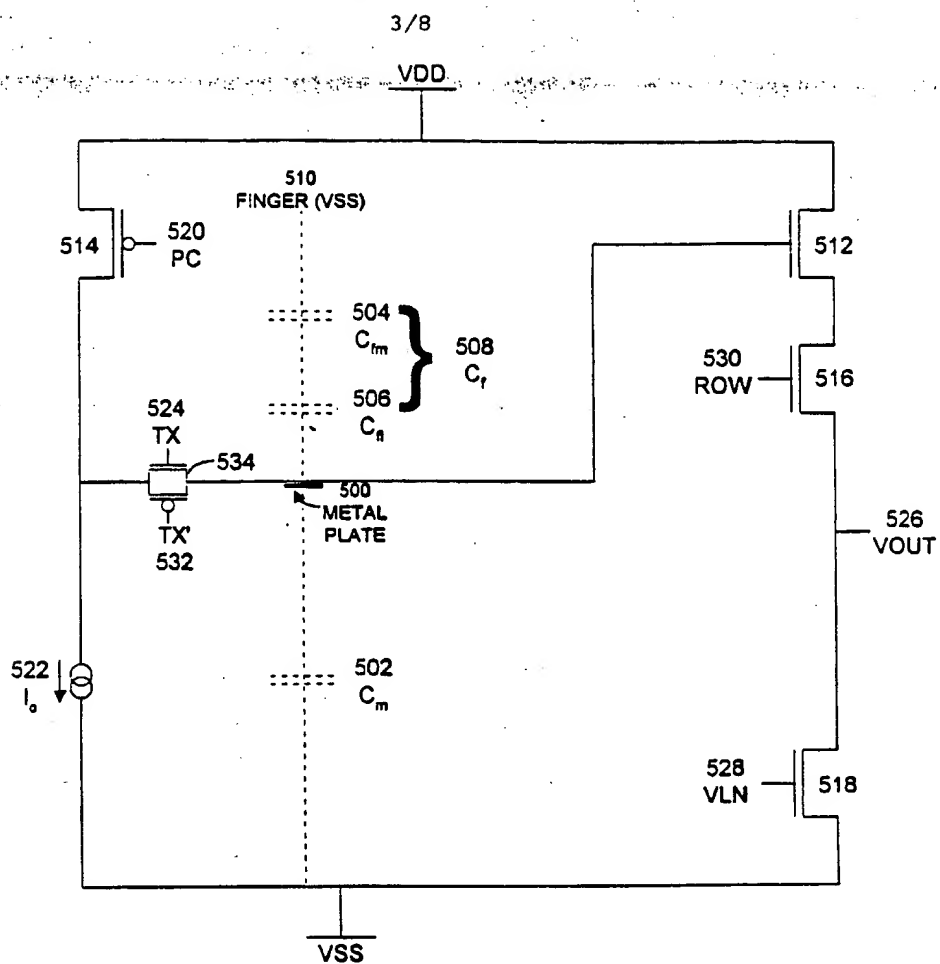 3/8
VDD
510
FINGER (VSS)
514
520
PC
512
504
Cfm
508
Cf
530
ROW
516
506
Cfl
524
TX
534
500
METAL
PLATE
TX'
532
526
VOUT
522
Io
502
Cm
528
VLN
518
VSS